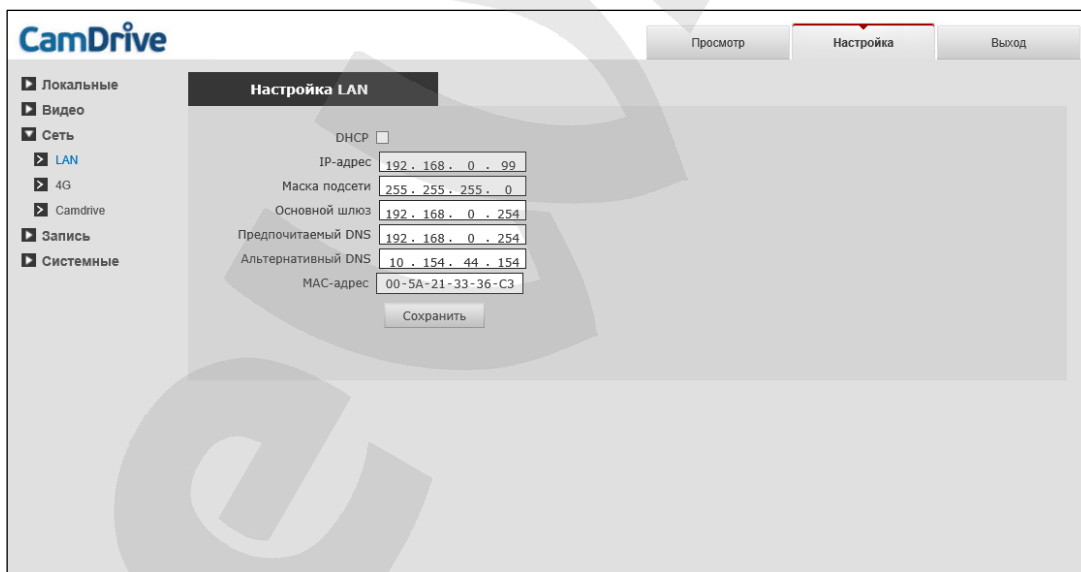 CamDrive
Просмотр
Настройка
Выход
Локальные
Видео
Сеть
LAN
4G
Camdrive
Запись
Системные
Настройка LAN
DHCP
IP-адрес 192 . 168 . 0 . 99
Маска подсети 255 . 255 . 255 . 0
Основной шлюз 192 . 168 . 0 . 254
Предпочитаемый DNS 192 . 168 . 0 . 254
Альтернативный DNS 10 . 154 . 44 . 154
MAC-адрес 00-5A-21-33-36-C3
Сохранить